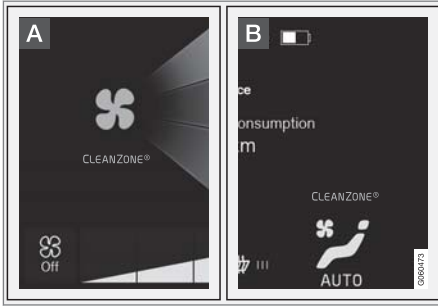 A
CLEANZONE®
Off
B
ce
onsumption
m
CLEANZONE®
AUTO
G060473